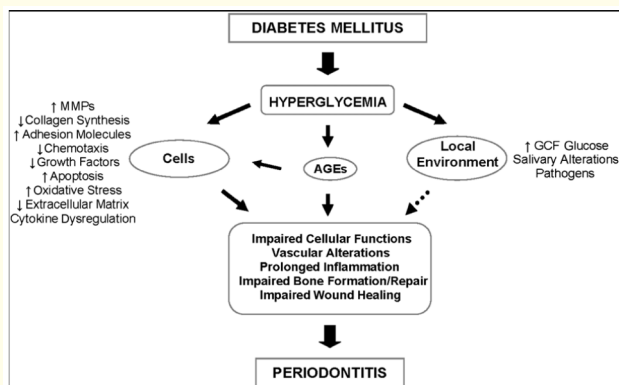 DIABETES MELLITUS
HYPERGLYCEMIA
↑ MMPs
↓Collagen Synthesis
↑ Adhesion Molecules
↓Chemotaxis
↓Growth Factors
↑ Apoptosis
↑ Oxidative Stress
↓ Extracellular Matrix
Cytokine Dysregulation
Cells
AGEs
Local
Environment
↑ GCF Glucose
Salivary Alterations
Pathogens
Impaired Cellular Functions
Vascular Alterations
Prolonged Inflammation
Impaired Bone Formation/Repair
Impaired Wound Healing
PERIODONTITIS